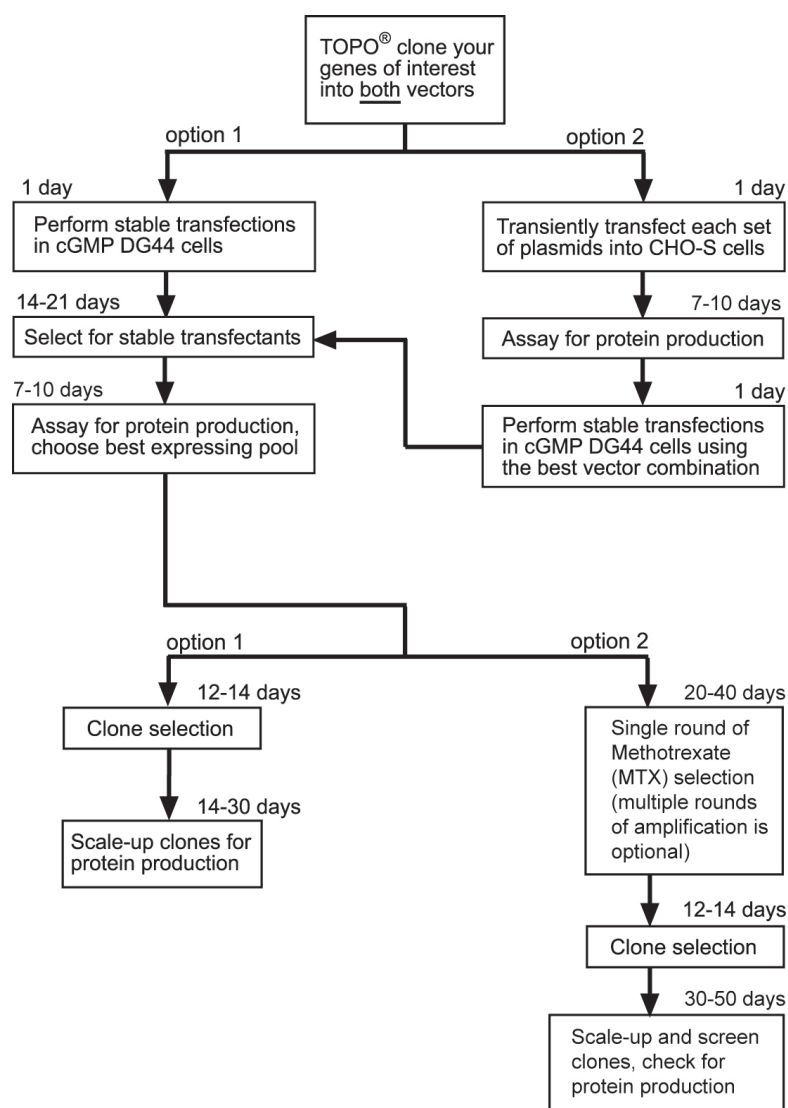 TOPO® clone your
genes of interest
into both vectors
option 1
option 2
1 day
Perform stable transfections
in cGMP DG44 cells
14-21 days
Select for stable transfectants
7-10 days
Assay for protein production,
choose best expressing pool
1 day
Transiently transfect each set
of plasmids into CHO-S cells
7-10 days
Assay for protein production
1 day
Perform stable transfections
in cGMP DG44 cells using
the best vector combination
option 1
option 2
12-14 days
Clone selection
14-30 days
Scale-up clones for
protein production
20-40 days
Single round of
Methotrexate
(MTX) selection
(multiple rounds
of amplification is
optional)
12-14 days
Clone selection
30-50 days
Scale-up and screen
clones, check for
protein production